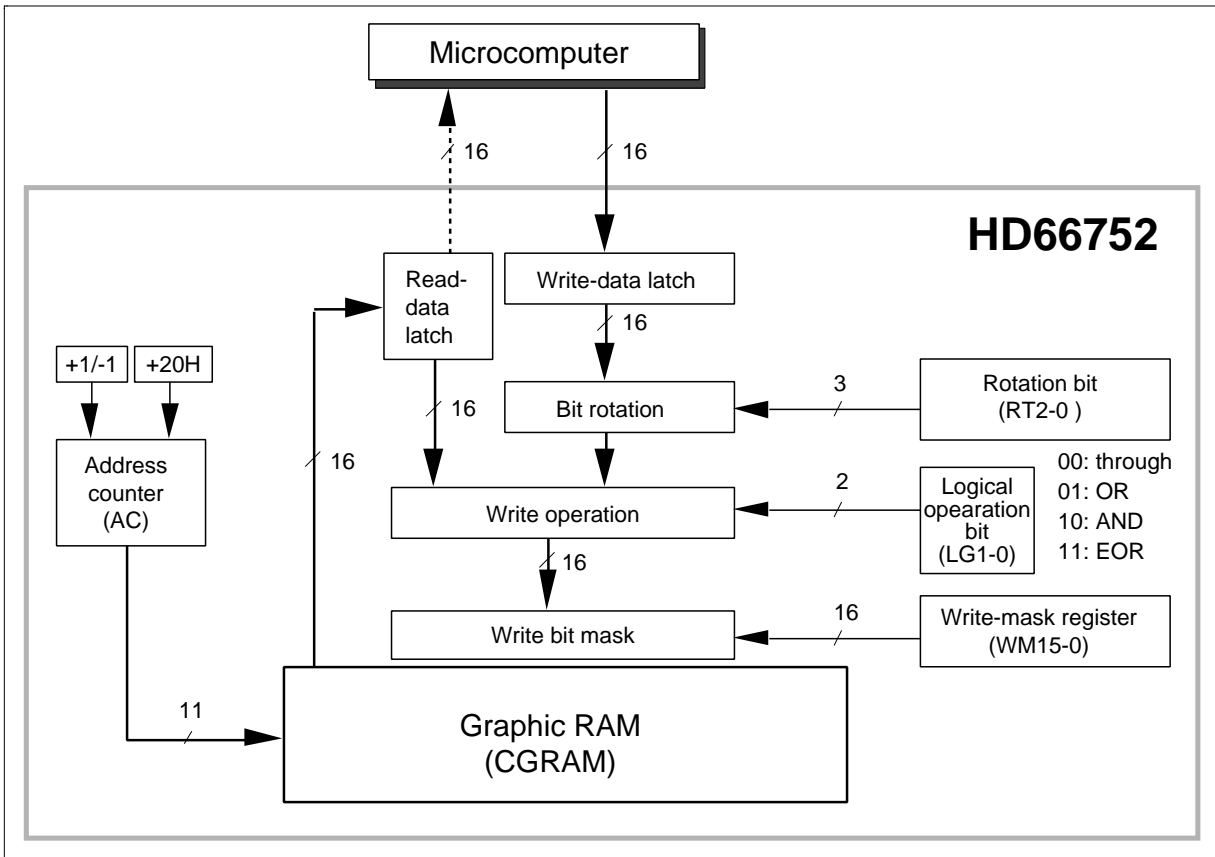 Microcomputer
16
16
HD66752
Read-
data
latch
Write-data latch
16
+1/-1
+20H
3
Rotation bit
(RT2-0 )
16
Bit rotation
Address
counter
(AC)
16
00: through
01: OR
10: AND
11: EOR
2
Logical
opearation
bit
(LG1-0)
Write operation
16
16
Write-mask register
(WM15-0)
Write bit mask
11
Graphic RAM
(CGRAM)